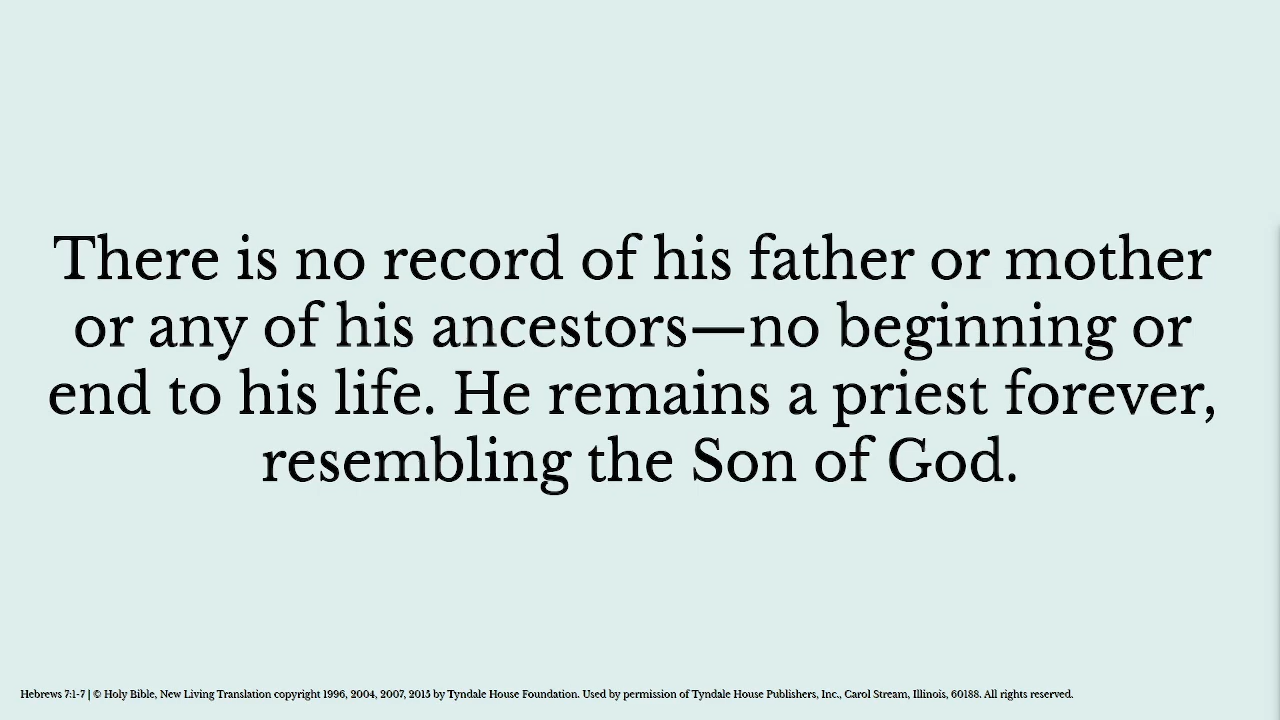 There is no record of his father or mother
or any of his ancestors—no beginning or
end to his life. He remains a priest forever,
resembling the Son of God.
Hebrews 7:1-7 | © Holy Bible, New Living Translation copyright 1996, 2004, 2007, 2015 by Tyndale House Foundation. Used by permission of Tyndale House Publishers, Inc., Carol Stream, Illinois, 60188. All rights reserved.